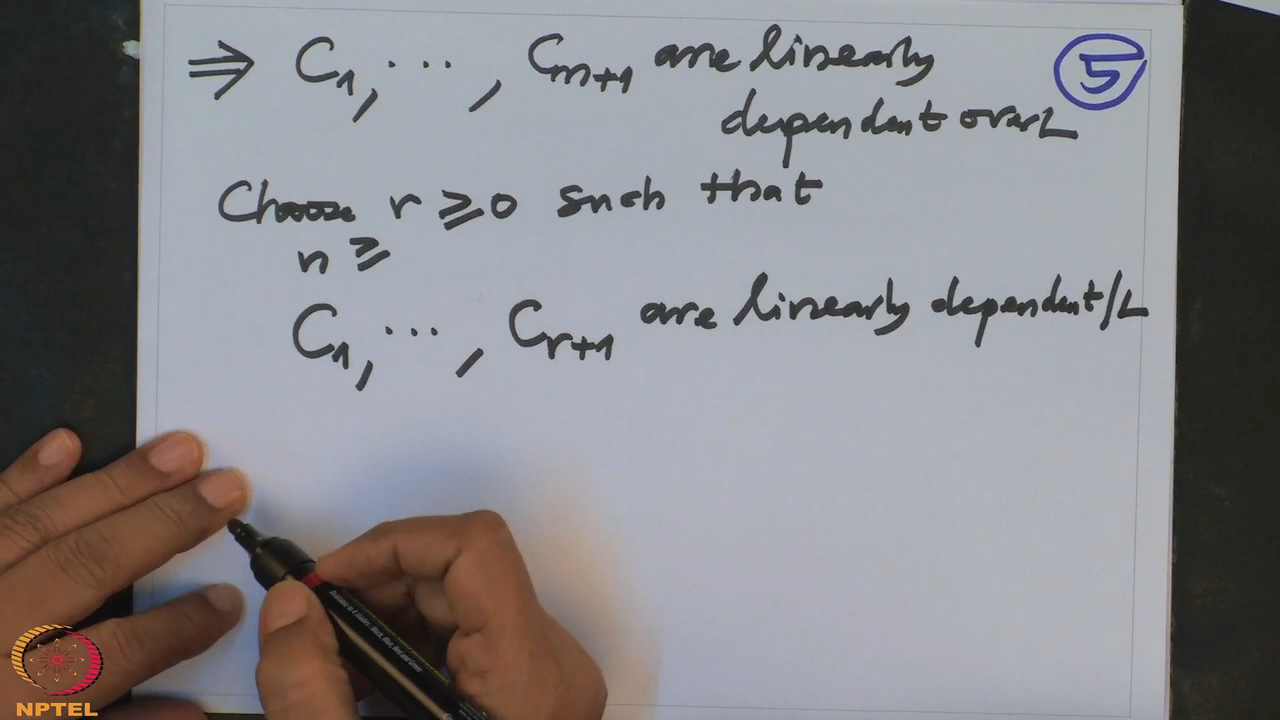 ⇒ C₁, ..., Cₘ₊₁ are linearly
dependent over L
5
Choose r ≥ 0 such that
n ≥
C₁, ..., Cᵣ₊₁ are linearly dependent/L
NPTEL